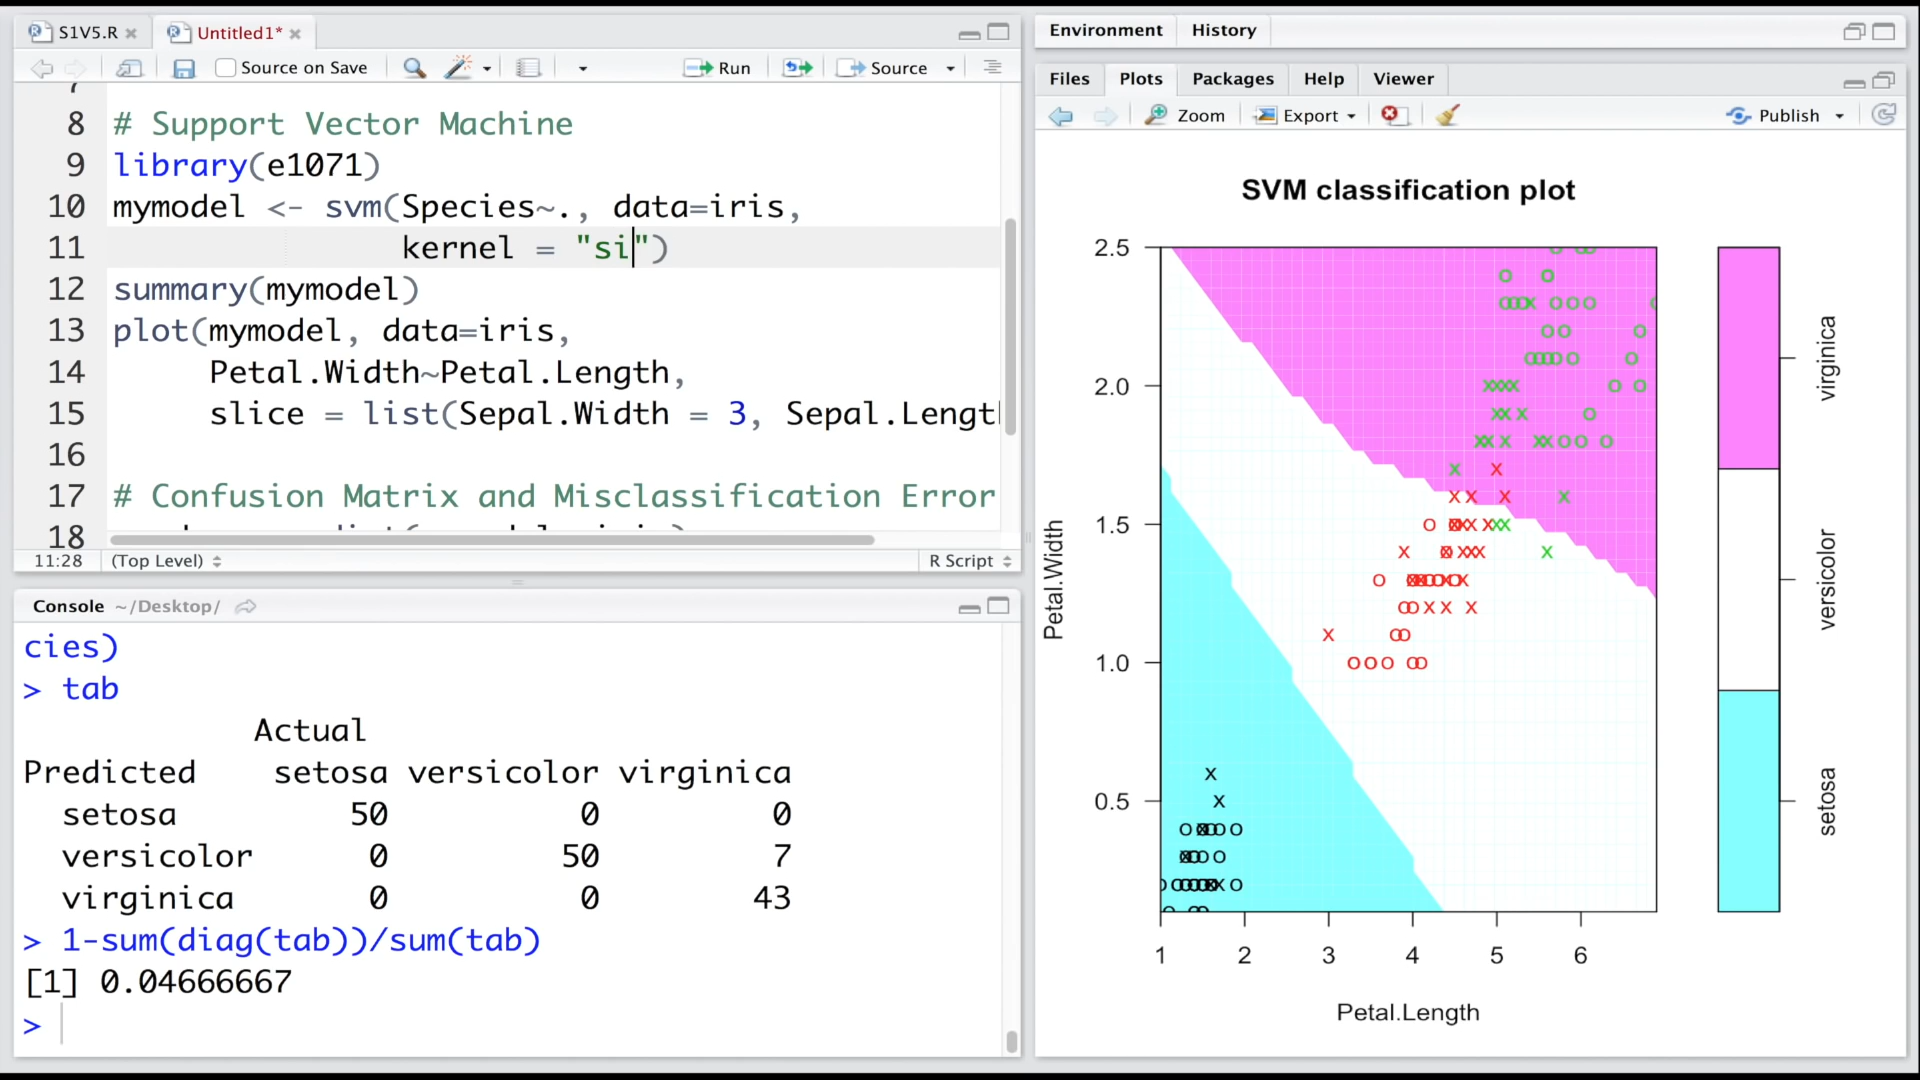 S1V5.R
Untitled1*
Source on Save
Run
Source
7
8 # Support Vector Machine
9 library(e1071)
10 mymodel <- svm(Species~., data=iris,
11 kernel = "si")
12 summary(mymodel)
13 plot(mymodel, data=iris,
14 Petal.Width~Petal.Length,
15 slice = list(Sepal.Width = 3, Sepal.Lengt
16
17 # Confusion Matrix and Misclassification Error
18
11:28 (Top Level) R Script
Console ~/Desktop/
cies)
> tab
Actual
Predicted setosa versicolor virginica
setosa 50 0 0
versicolor 0 50 7
virginica 0 0 43
> 1-sum(diag(tab))/sum(tab)
[1] 0.04666667
>
Environment History
Files Plots Packages Help Viewer
Zoom Export Publish
SVM classification plot
2.5
2.0
1.5
1.0
0.5
Petal.Width
1 2 3 4 5 6
Petal.Length
virginica
versicolor
setosa